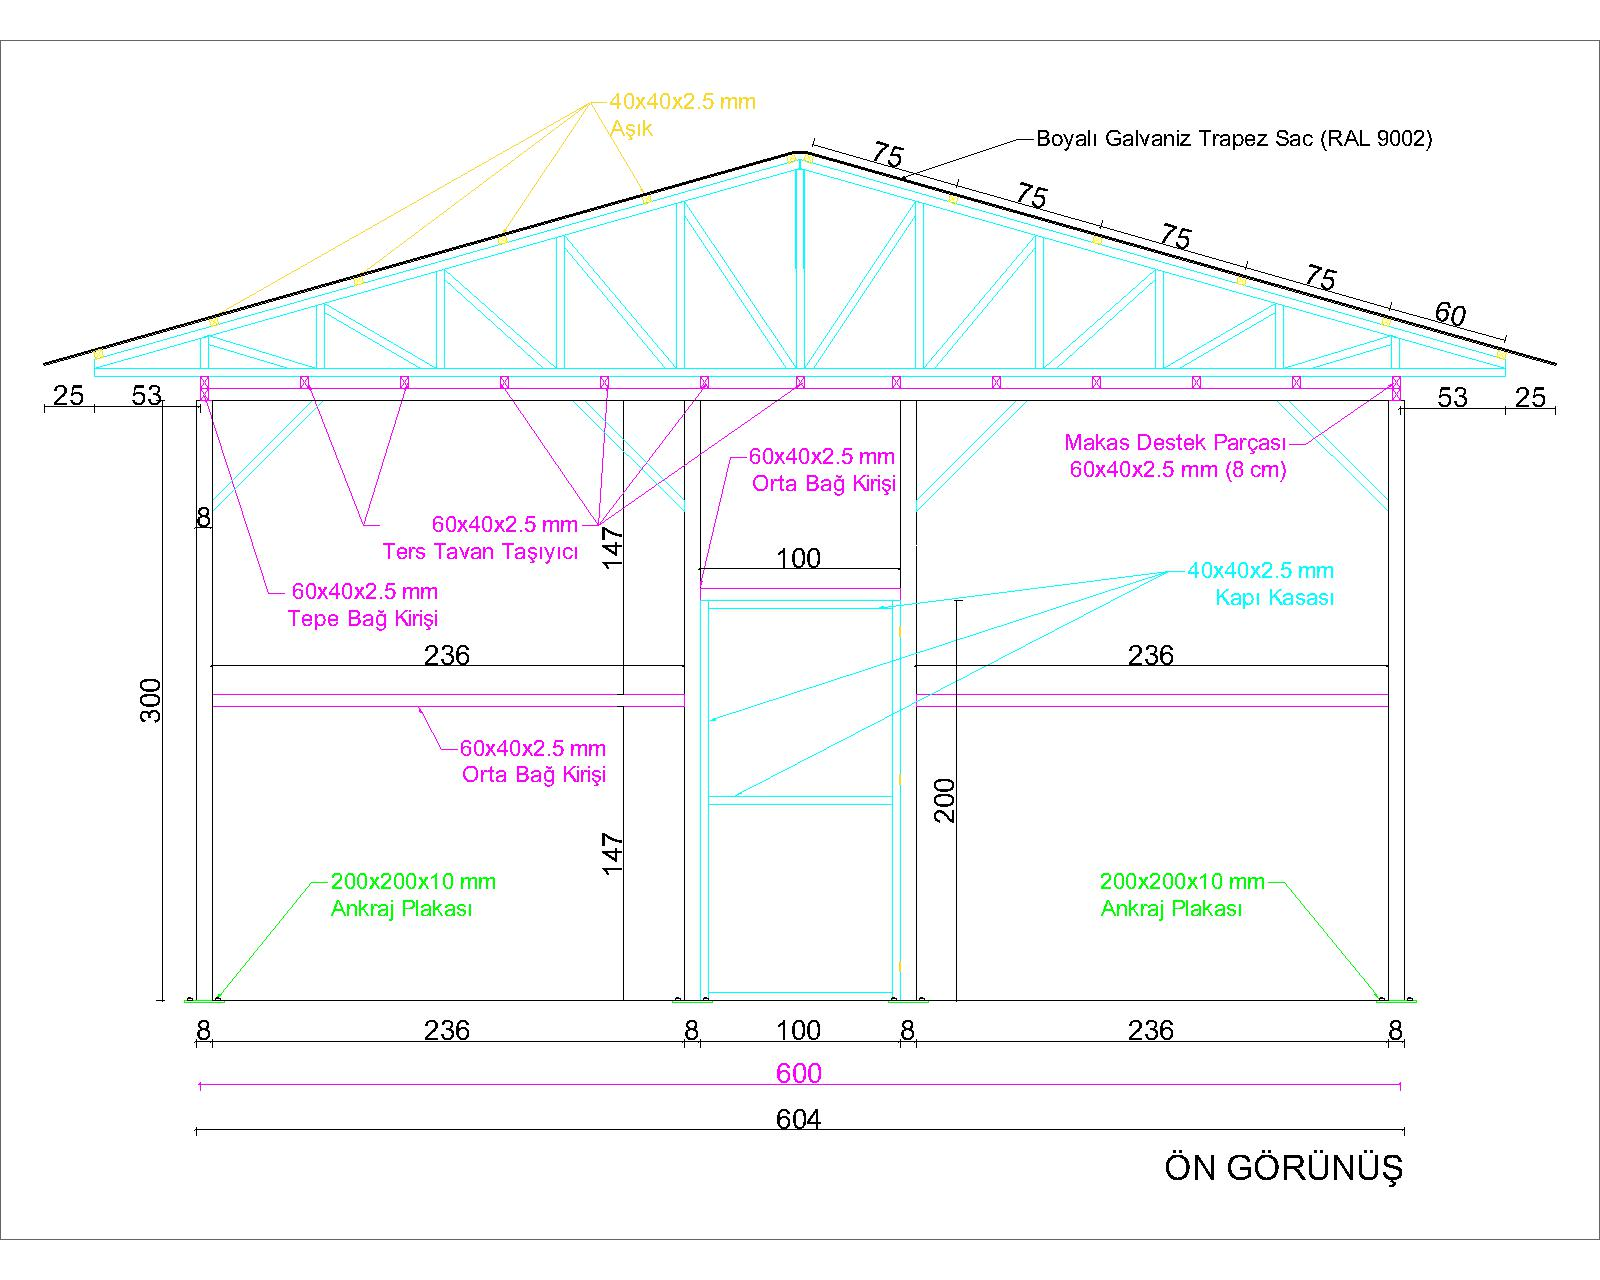 40x40x2.5 mm
Aşık
Boyalı Galvaniz Trapez Sac (RAL 9002)
75
75
75
75
60
25
53
53
25
Makas Destek Parçası
60x40x2.5 mm (8 cm)
60x40x2.5 mm
Orta Bağ Kirişi
8
60x40x2.5 mm
Ters Tavan Taşıyıcı
147
100
40x40x2.5 mm
Kapı Kasası
60x40x2.5 mm
Tepe Bağ Kirişi
236
236
300
60x40x2.5 mm
Orta Bağ Kirişi
200
147
200x200x10 mm
Ankraj Plakası
200x200x10 mm
Ankraj Plakası
8
236
8
100
8
236
8
600
604
ÖN GÖRÜNÜŞ